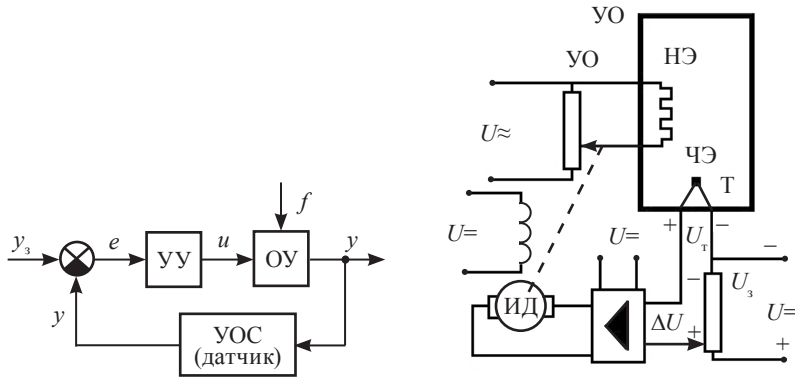 yз
e
УУ
u
f
ОУ
y
y
УОС
(датчик)
УО
УО
НЭ
U≈
ЧЭ
Т
+
−
Uт
U=
U=
−
−
Uз
ИД
ΔU
+
U=
+